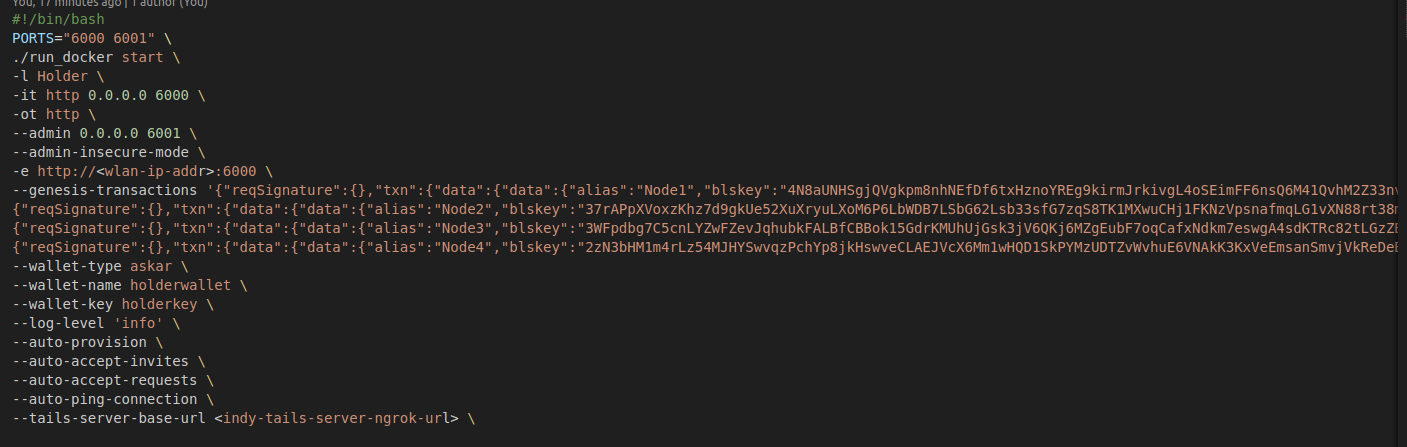 You, 17 minutes ago | 1 author (You)
#!/bin/bash
PORTS="6000 6001" \
./run_docker start \
-l Holder \
-it http 0.0.0.0 6000 \
-ot http \
--admin 0.0.0.0 6001 \
--admin-insecure-mode \
-e http://<wlan-ip-addr>:6000 \
--genesis-transactions '{"reqSignature":{},"txn":{"data":{"data":{"alias":"Node1","blskey":"4N8aUNHSgjQVgkpm8nhNEfDf6txHznoYREg9kirmJrkivgL4oSEimFF6nsQ6M41QvhM2Z33nv
{"reqSignature":{},"txn":{"data":{"data":{"alias":"Node2","blskey":"37rAPpXVoxzKhz7d9gkUe52XuXryuLXoM6P6LbWDB7LSbG62Lsb33sfG7zqS8TK1MXwuCHj1FKNzVpsnafmqLG1vXN88rt38m
{"reqSignature":{},"txn":{"data":{"data":{"alias":"Node3","blskey":"3WFpdbg7C5cnLYZwFZevJqhubkFALBfCBBok15GdrKMUhUjGsk3jV6QKj6MZgEubF7oqCafxNdkm7eswgA4sdKTRc82tLGzZ
{"reqSignature":{},"txn":{"data":{"data":{"alias":"Node4","blskey":"2zN3bHM1m4rLz54MJHYSwvqzPchYp8jkHswveCLAEJVcX6Mm1wHQD1SkPYMzUDTZvWvhuE6VNAkK3KxVeEmsanSmvjVkReDe
--wallet-type askar \
--wallet-name holderwallet \
--wallet-key holderkey \
--log-level 'info' \
--auto-provision \
--auto-accept-invites \
--auto-accept-requests \
--auto-ping-connection \
--tails-server-base-url <indy-tails-server-ngrok-url> \